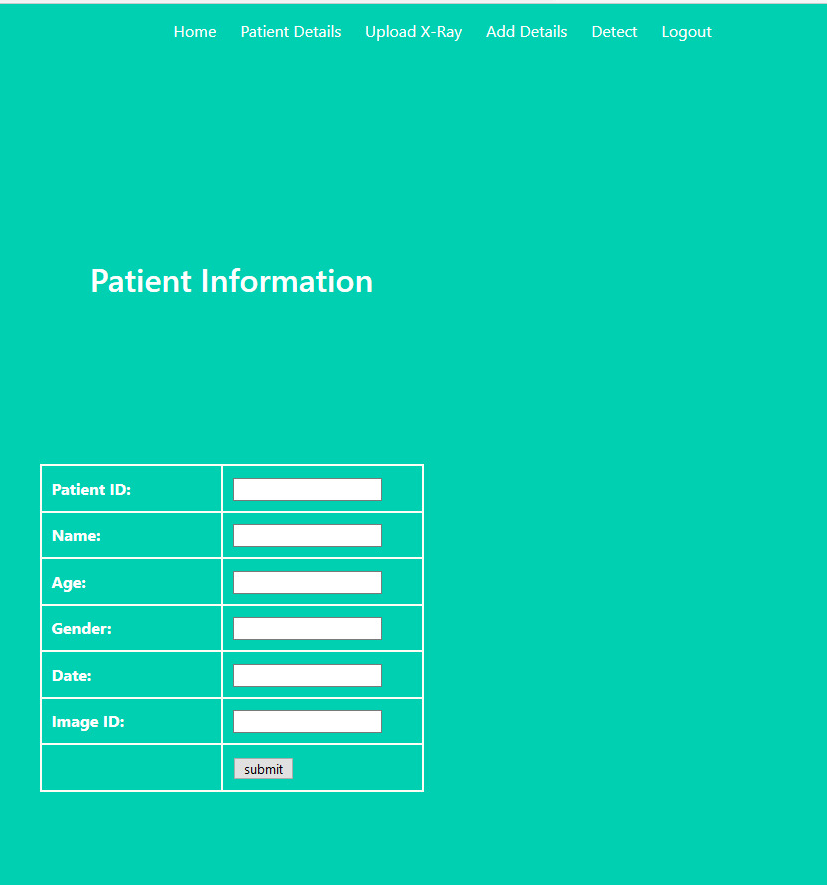 Home Patient Details Upload X-Ray Add Details Detect Logout
Patient Information
Patient ID:
Name:
Age:
Gender:
Date:
Image ID:
submit